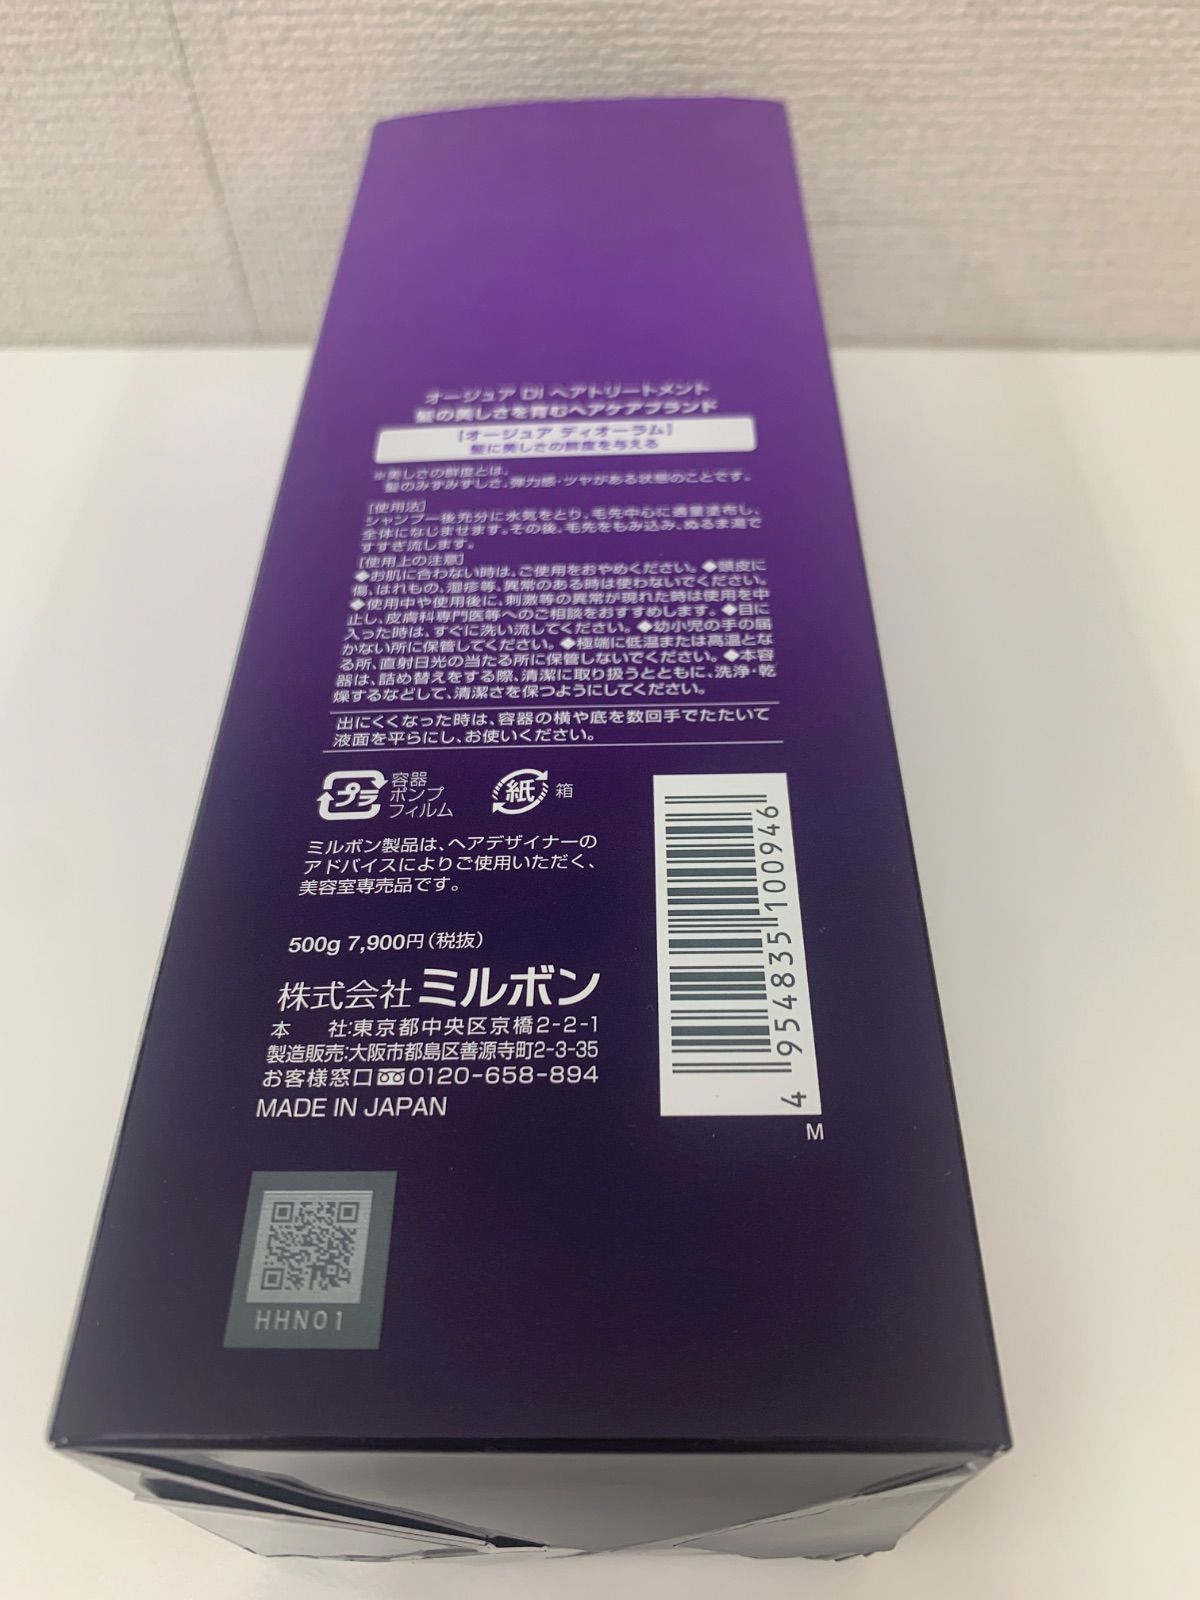 オージュア DI ヘアトリートメント
髪の美しさを育むヘアケアブランド
[オージュア ディオーラム]
髪に美しさの鮮度を与える
※美しさの鮮度とは、
髪のみずみずしさ、弾力感・ツヤがある状態のことです。
[使用法]
シャンプー後充分に水気をとり、毛先中心に適量塗布し、
全体になじませます。その後、毛先をもみ込み、ぬるま湯で
すすぎ流します。
[使用上の注意]
◆お肌に合わない時は、ご使用をおやめください。◆頭皮に
傷、はれもの、湿疹等、異常のある時は使わないでください。
◆使用中や使用後に、刺激等の異常が現れた時は使用を中
止し、皮膚科専門医等へのご相談をおすすめします。◆目に
入った時は、すぐに洗い流してください。◆幼小児の手の届
かない所に保管してください。◆極端に低温または高温とな
る所、直射日光の当たる所に保管しないでください。◆本容
器は、詰め替えをする際、清潔に取り扱うとともに、洗浄・乾
燥するなどして、清潔さを保つようにしてください。
出にくくなった時は、容器の横や底を数回手でたたいて
液面を平らにし、お使いください。
プラ 容器
ポンプ
フィルム
紙 箱
ミルボン製品は、ヘアデザイナーの
アドバイスによりご使用いただく、
美容室専売品です。
500g 7,900円(税抜)
株式会社 ミルボン
本 社:東京都中央区京橋2-2-1
製造販売:大阪市都島区善源寺町2-3-35
お客様窓口 0120-658-894
MADE IN JAPAN
4 954835 100946
M
HHN01